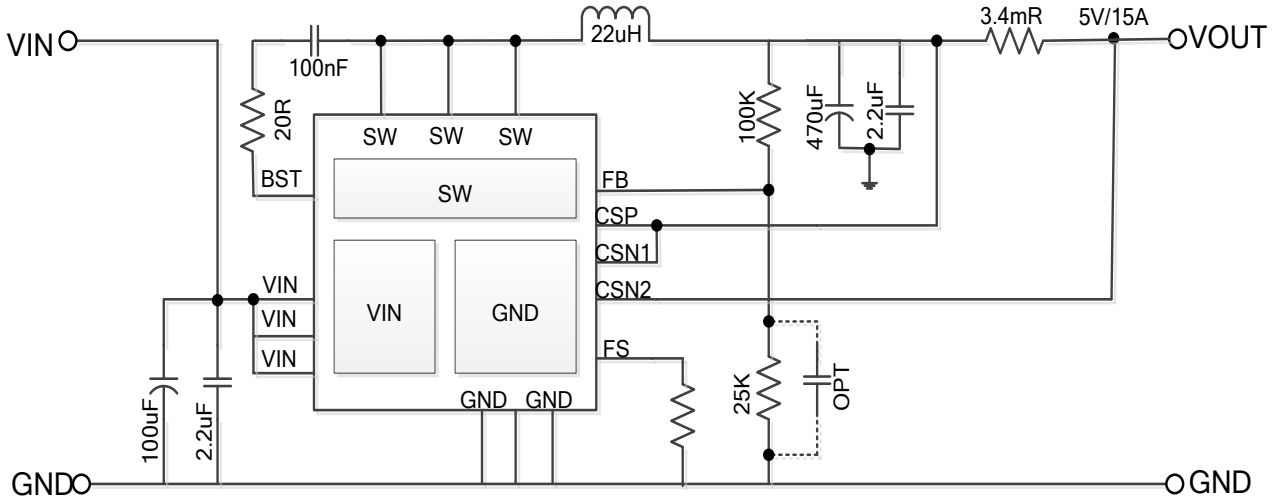 3.4mR
5V/15A
VIN
22uH
VOUT
100nF
20R
SW
SW
SW
100K
470uF
2.2uF
BST
SW
FB
CSP
CSN1
VIN
CSN2
VIN
VIN
GND
VIN
FS
GND
GND
25K
OPT
100uF
2.2uF
GND
GND